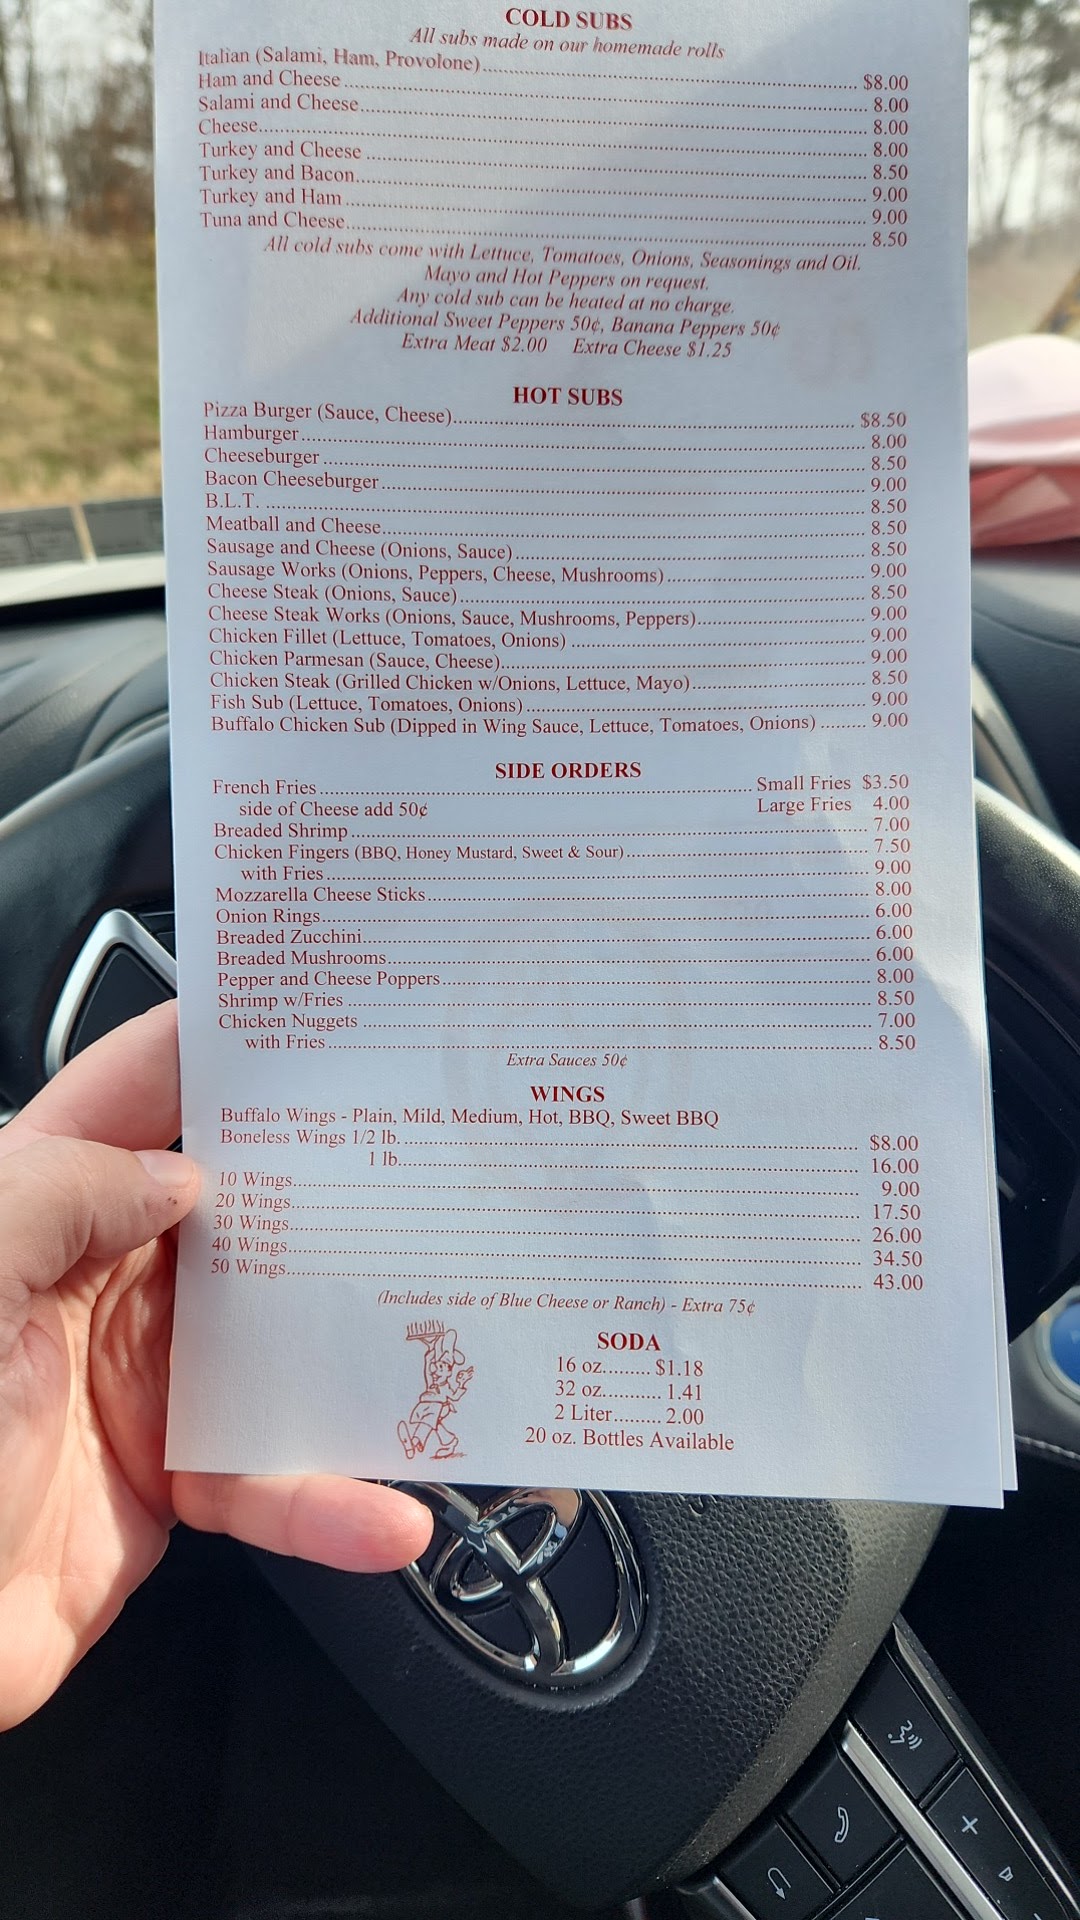 COLD SUBS
All subs made on our homemade rolls
Italian (Salami, Ham, Provolone) $8.00
Ham and Cheese 8.00
Salami and Cheese 8.00
Cheese 8.00
Turkey and Cheese 8.50
Turkey and Bacon 9.00
Turkey and Ham 9.00
Tuna and Cheese 8.50
All cold subs come with Lettuce, Tomatoes, Onions, Seasonings and Oil.
Mayo and Hot Peppers on request.
Any cold sub can be heated at no charge.
Additional Sweet Peppers 50¢, Banana Peppers 50¢
Extra Meat $2.00 Extra Cheese $1.25
HOT SUBS
Pizza Burger (Sauce, Cheese) $8.50
Hamburger 8.00
Cheeseburger 8.50
Bacon Cheeseburger 9.00
B.L.T. 8.50
Meatball and Cheese 8.50
Sausage and Cheese (Onions, Sauce) 8.50
Sausage Works (Onions, Peppers, Cheese, Mushrooms) 9.00
Cheese Steak (Onions, Sauce) 8.50
Cheese Steak Works (Onions, Sauce, Mushrooms, Peppers) 9.00
Chicken Fillet (Lettuce, Tomatoes, Onions) 9.00
Chicken Parmesan (Sauce, Cheese) 9.00
Chicken Steak (Grilled Chicken w/Onions, Lettuce, Mayo) 8.50
Fish Sub (Lettuce, Tomatoes, Onions) 9.00
Buffalo Chicken Sub (Dipped in Wing Sauce, Lettuce, Tomatoes, Onions) 9.00
SIDE ORDERS
French Fries Small Fries $3.50
side of Cheese add 50¢ Large Fries 4.00
Breaded Shrimp 7.00
Chicken Fingers (BBQ, Honey Mustard, Sweet & Sour) 7.50
with Fries 9.00
Mozzarella Cheese Sticks 8.00
Onion Rings 6.00
Breaded Zucchini 6.00
Breaded Mushrooms 6.00
Pepper and Cheese Poppers 8.00
Shrimp w/Fries 8.50
Chicken Nuggets 7.00
with Fries 8.50
Extra Sauces 50¢
WINGS
Buffalo Wings - Plain, Mild, Medium, Hot, BBQ, Sweet BBQ
Boneless Wings 1/2 lb. $8.00
1 lb. 16.00
10 Wings 9.00
20 Wings 17.50
30 Wings 26.00
40 Wings 34.50
50 Wings 43.00
(Includes side of Blue Cheese or Ranch) - Extra 75¢
SODA
16 oz. $1.18
32 oz. 1.41
2 Liter 2.00
20 oz. Bottles Available